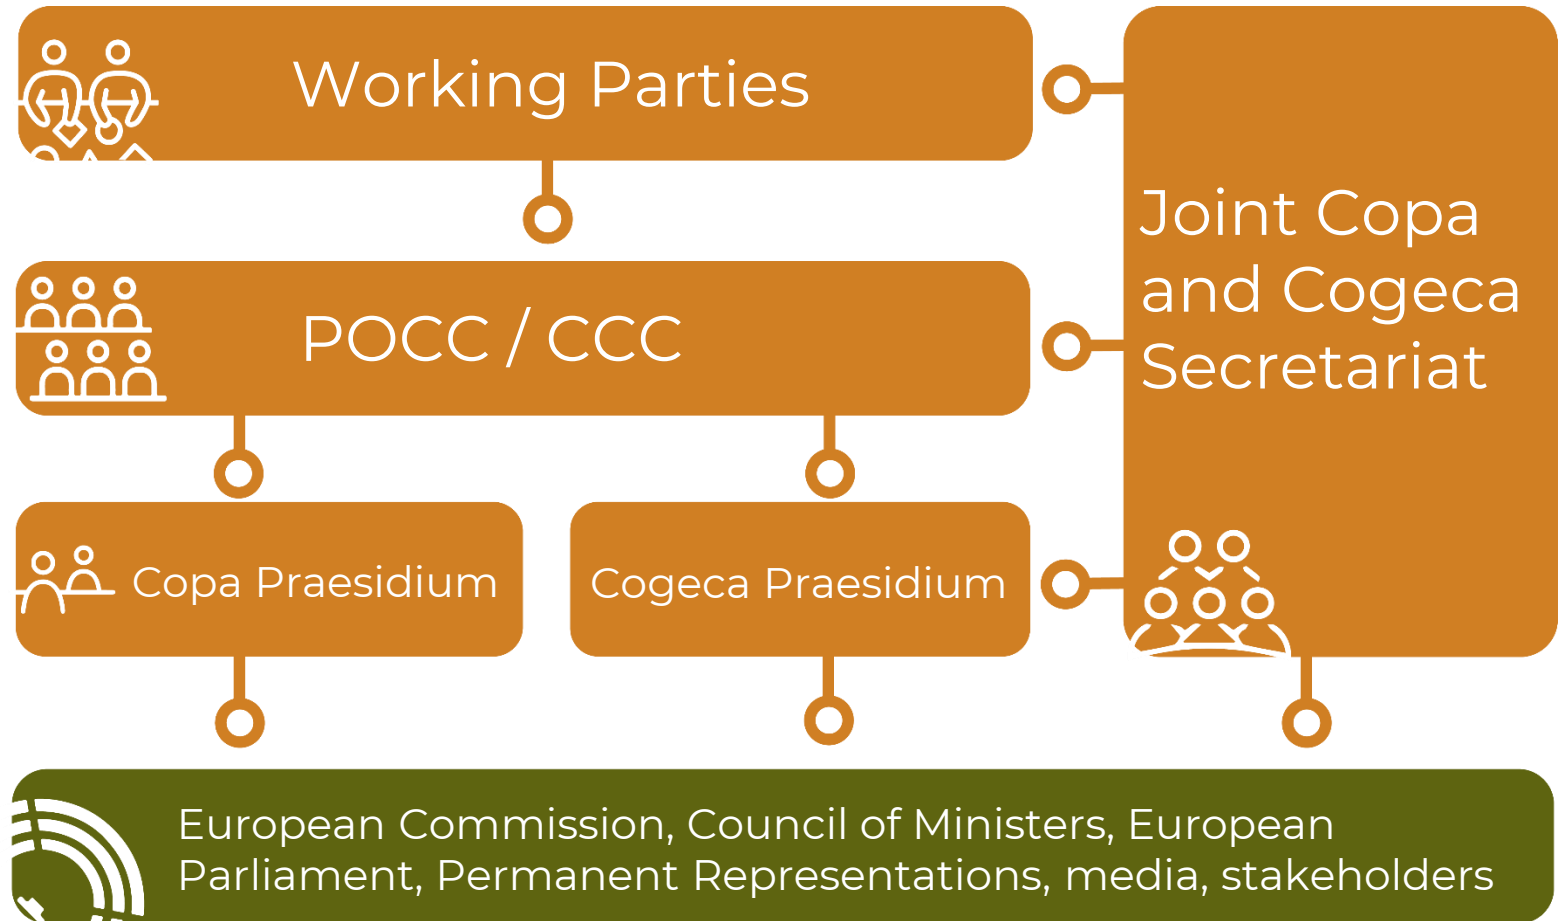 Working Parties
POCC / CCC
Copa Praesidium
Cogeca Praesidium
Joint Copa
and Cogeca
Secretariat
European Commission, Council of Ministers, European
Parliament, Permanent Representations, media, stakeholders